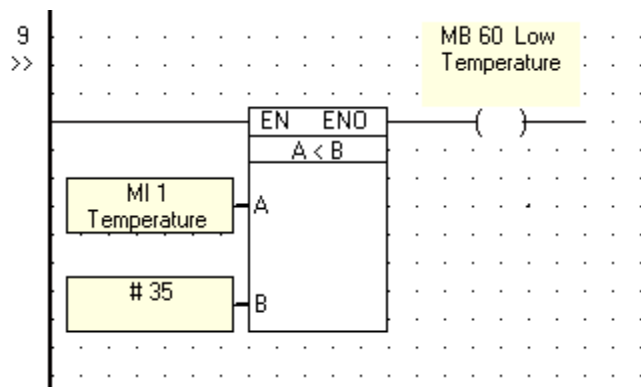 9
>>
MB 60 Low
Temperature
EN ENO
A < B
MI 1
Temperature
A
# 35
B